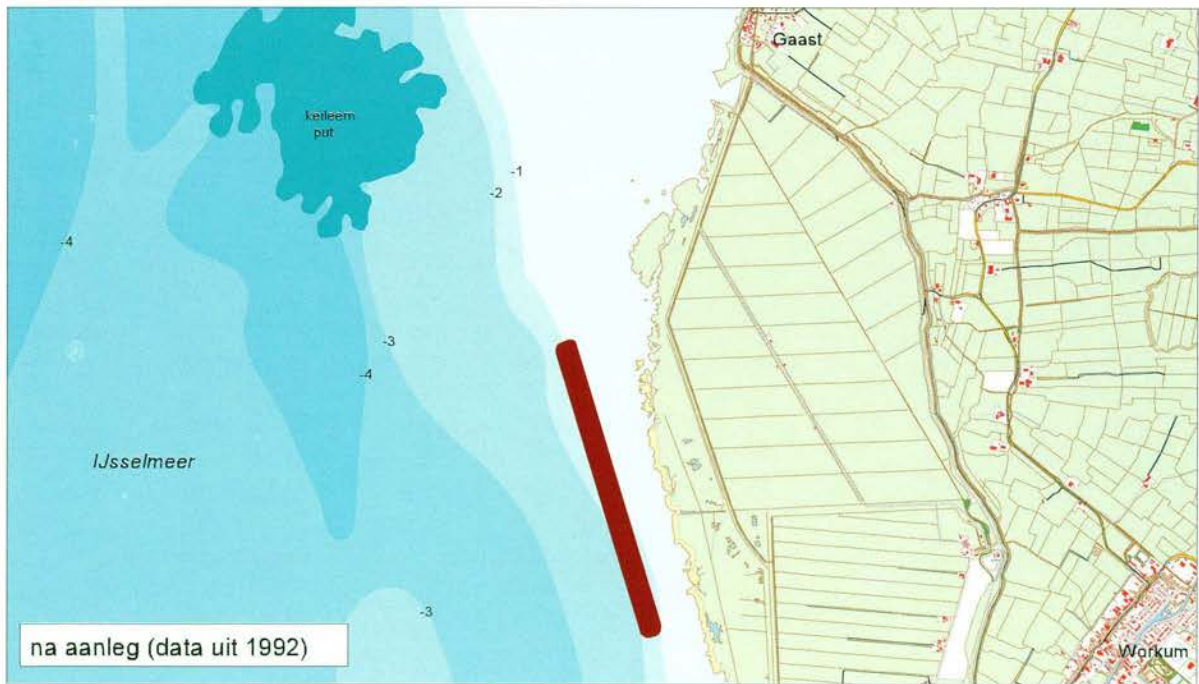 Gaast
keileem
put
-1
-2
-4
-3
-4
IJsselmeer
-3
na aanleg (data uit 1992)
Workum